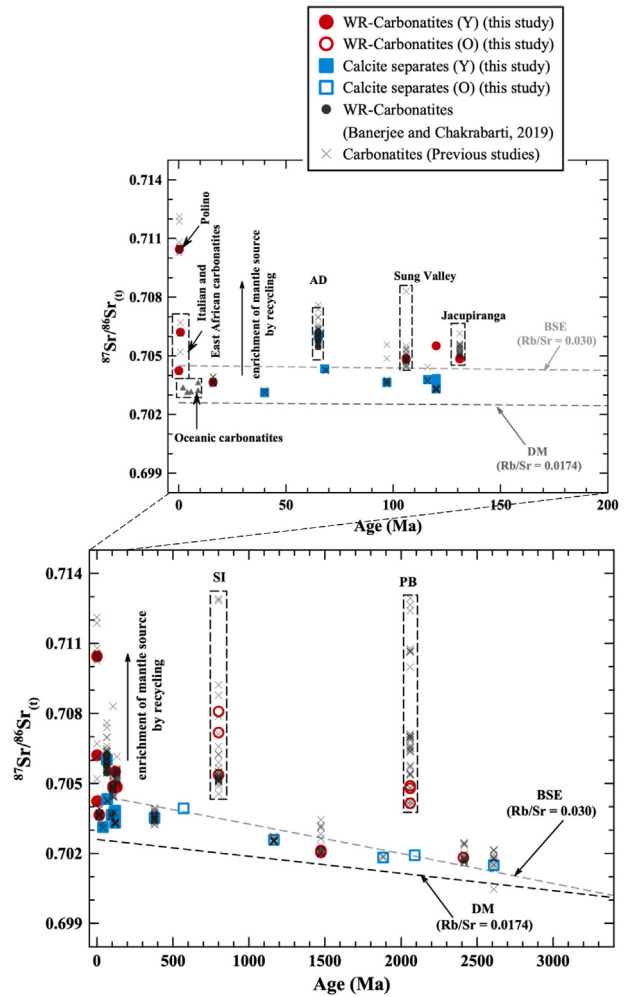 WR-Carbonatites (Y) (this study)
WR-Carbonatites (O) (this study)
Calcite separates (Y) (this study)
Calcite separates (O) (this study)
WR-Carbonatites
(Banerjee and Chakrabarti, 2019)
Carbonatites (Previous studies)
0.714
0.711
0.708
0.705
0.702
0.699
87Sr/86Sr(t)
Polino
Italian and
East African carbonatites
enrichment of mantle source
by recycling
AD
Sung Valley
Jacupiranga
BSE
(Rb/Sr = 0.030)
Oceanic carbonatites
DM
(Rb/Sr = 0.0174)
0
50
100
150
200
Age (Ma)
0.714
0.711
0.708
0.705
0.702
0.699
87Sr/86Sr(t)
enrichment of mantle source
by recycling
SI
PB
BSE
(Rb/Sr = 0.030)
DM
(Rb/Sr = 0.0174)
0
500
1000
1500
2000
2500
3000
Age (Ma)